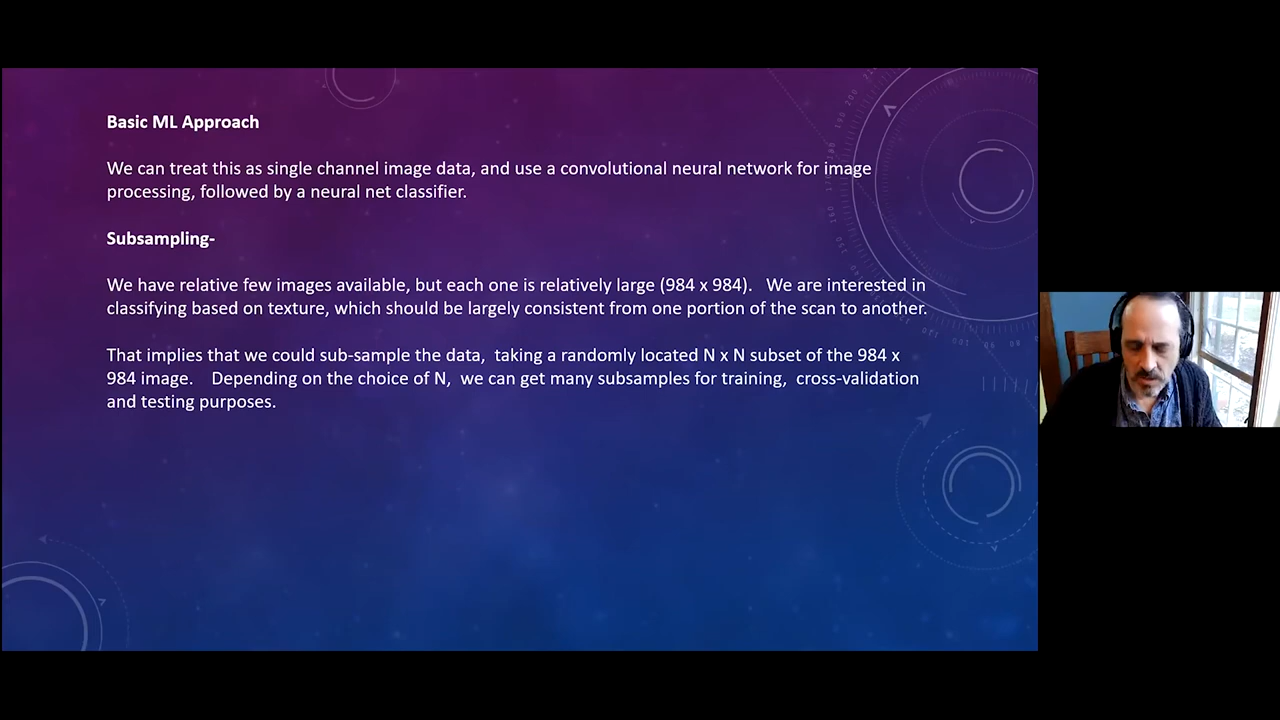 Basic ML Approach
We can treat this as single channel image data, and use a convolutional neural network for image
processing, followed by a neural net classifier.
Subsampling-
We have relative few images available, but each one is relatively large (984 x 984).   We are interested in
classifying based on texture, which should be largely consistent from one portion of the scan to another.
That implies that we could sub-sample the data,  taking a randomly located N x N subset of the 984 x
984 image.    Depending on the choice of N,  we can get many subsamples for training,  cross-validation
and testing purposes.